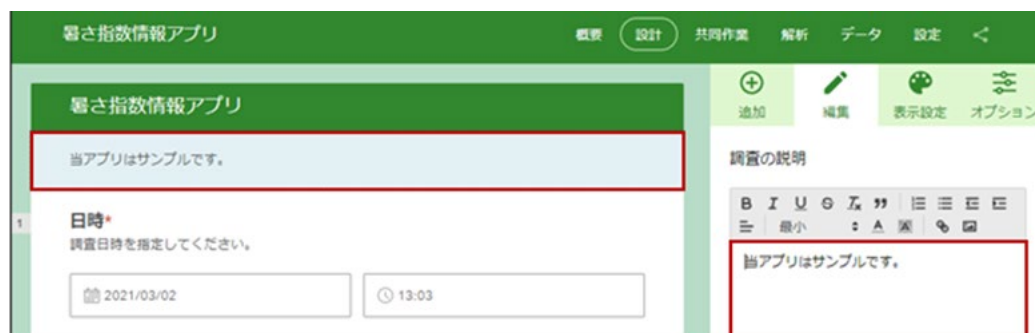 暑さ指数情報アプリ
概要 設計 共同作業 解析 データ 設定
暑さ指数情報アプリ
当アプリはサンプルです。
1
日時*
調査日時を指定してください。
2021/03/02
13:03
追加 編集 表示設定 オプション
調査の説明
B I U S Tx
最小 A A
当アプリはサンプルです。